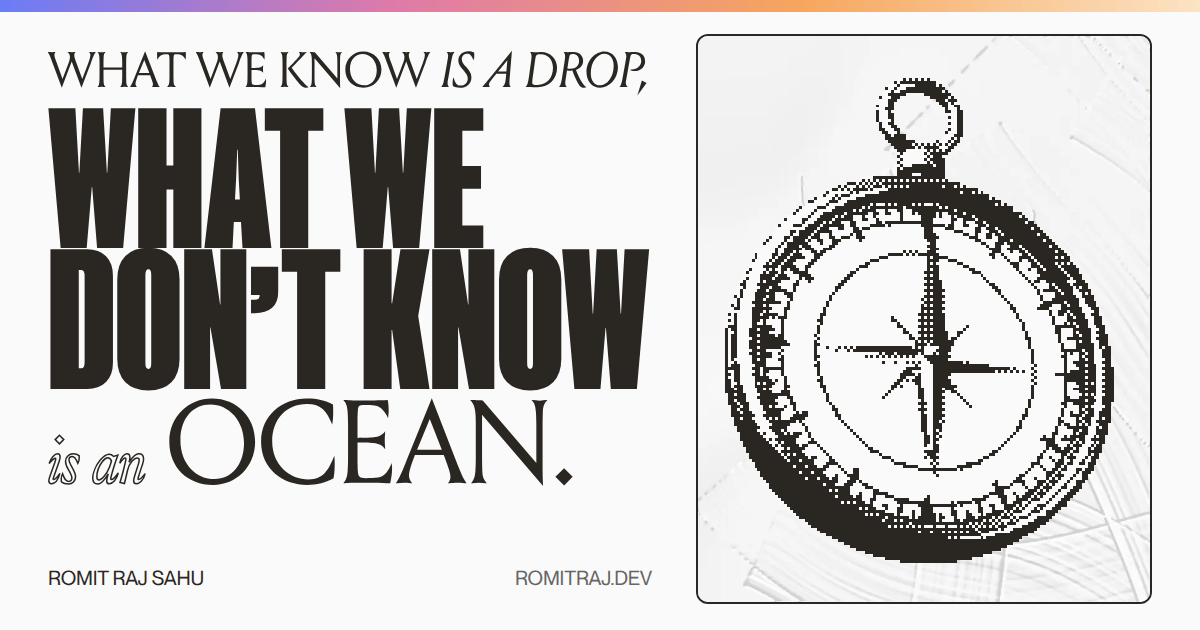 WHAT WE KNOW IS A DROP,
WHAT WE
DON’T KNOW
is an OCEAN.
ROMIT RAJ SAHU
ROMITRAJ.DEV